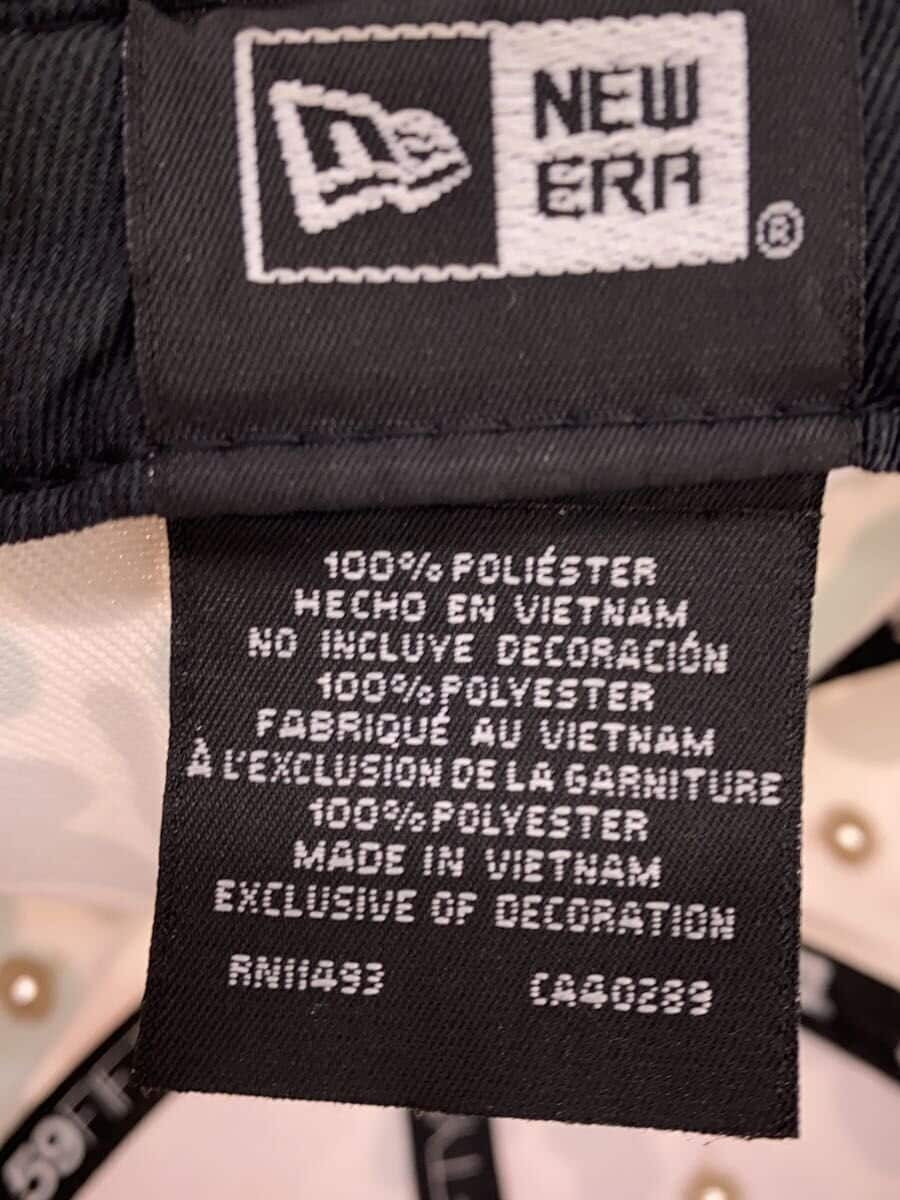 NEW
ERA
®
100% POLIÉSTER
HECHO EN VIETNAM
NO INCLUYE DECORACIÓN
100% POLYESTER
FABRIQUÉ AU VIETNAM
À L'EXCLUSION DE LA GARNITURE
100% POLYESTER
MADE IN VIETNAM
EXCLUSIVE OF DECORATION
RN11493 CA40289